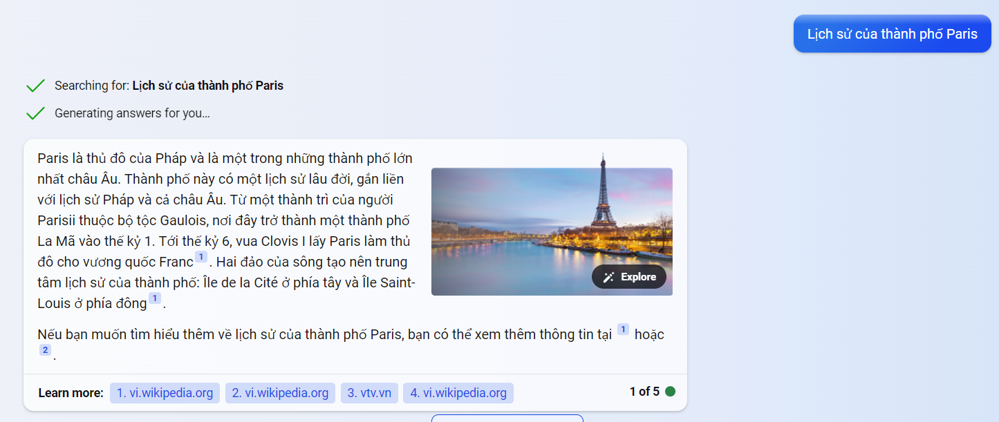 Lịch sử của thành phố Paris
Searching for: Lịch sử của thành phố Paris
Generating answers for you...
Paris là thủ đô của Pháp và là một trong những thành phố lớn
nhất châu Âu. Thành phố này có một lịch sử lâu đời, gắn liền
với lịch sử Pháp và cả châu Âu. Từ một thành trì của người
Parisii thuộc bộ tộc Gaulois, nơi đây trở thành một thành phố
La Mã vào thế kỷ 1. Tới thế kỷ 6, vua Clovis I lấy Paris làm thủ
đô cho vương quốc Franc 1 . Hai đảo của sông tạo nên trung
tâm lịch sử của thành phố: Île de la Cité ở phía tây và Île Saint-
Louis ở phía đông 1 .
Explore
Nếu bạn muốn tìm hiểu thêm về lịch sử của thành phố Paris, bạn có thể xem thêm thông tin tại 1 hoặc
2 .
Learn more: 1. vi.wikipedia.org 2. vi.wikipedia.org 3. vtv.vn 4. vi.wikipedia.org 1 of 5